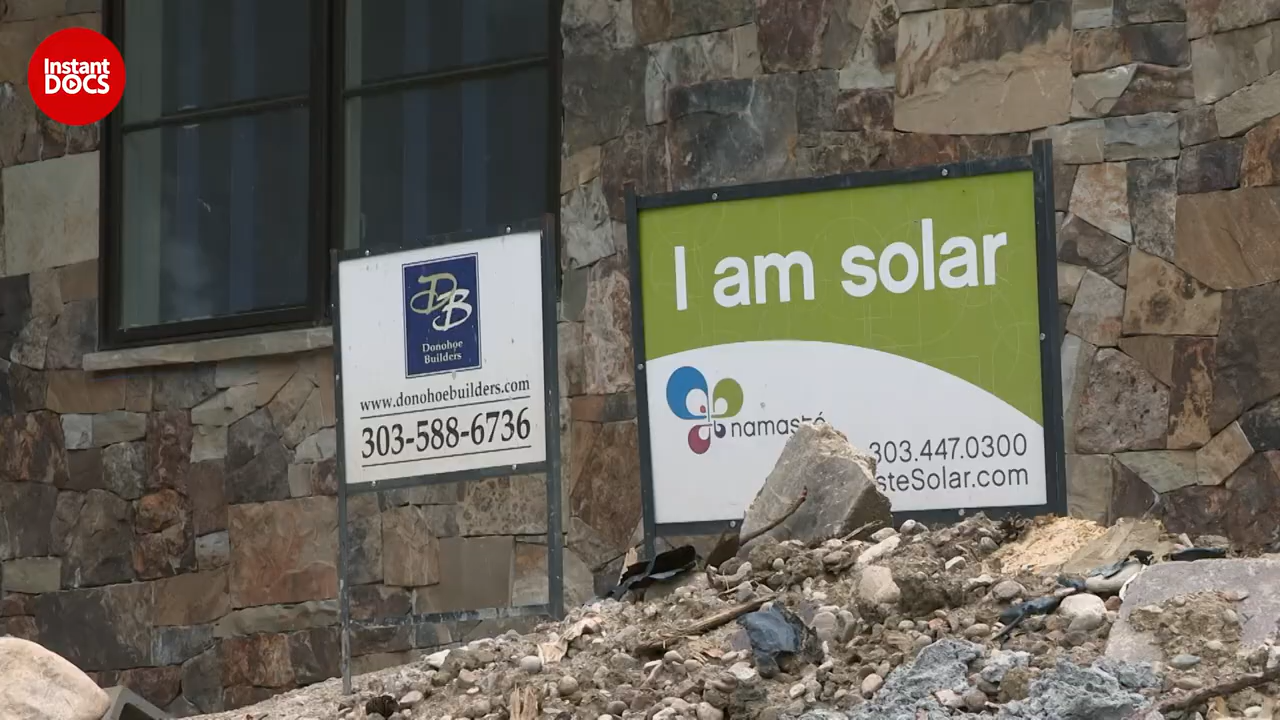 Instant
DOCS
DB
Donohoe
Builders
www.donohoebuilders.com
303-588-6736
I am solar
namasté
303.447.0300
steSolar.com